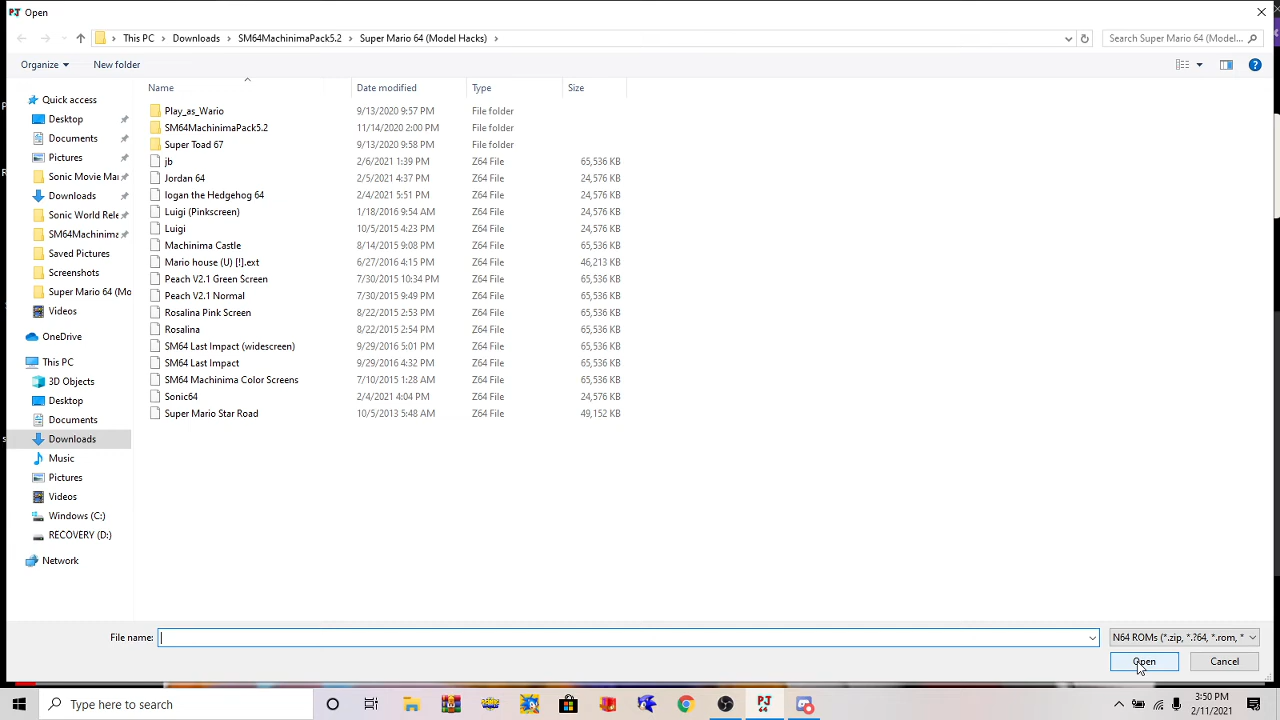 Open
This PC > Downloads > SM64MachinimaPack5.2 > Super Mario 64 (Model Hacks) >
Search Super Mario 64 (Model...
Organize
New folder
Name Date modified Type Size
Quick access
Desktop
Documents
Pictures
Sonic Movie Ma
Downloads
Sonic World Rele
SM64Machinima
Saved Pictures
Screenshots
Super Mario 64 (Mo
Videos
OneDrive
This PC
3D Objects
Desktop
Documents
Downloads
Music
Pictures
Videos
Windows (C:)
RECOVERY (D:)
Network
Play_as_Wario 9/13/2020 9:57 PM File folder
SM64MachinimaPack5.2 11/14/2020 2:00 PM File folder
Super Toad 67 9/13/2020 9:58 PM File folder
jb 2/6/2021 1:39 PM Z64 File 65,536 KB
Jordan 64 2/5/2021 4:37 PM Z64 File 24,576 KB
logan the Hedgehog 64 2/4/2021 5:51 PM Z64 File 24,576 KB
Luigi (Pinkscreen) 1/18/2016 9:54 AM Z64 File 24,576 KB
Luigi 10/5/2015 4:23 PM Z64 File 24,576 KB
Machinima Castle 8/14/2015 9:08 PM Z64 File 65,536 KB
Mario house (U) [!].ext 6/27/2016 4:15 PM Z64 File 46,213 KB
Peach V2.1 Green Screen 7/30/2015 10:34 PM Z64 File 65,536 KB
Peach V2.1 Normal 7/30/2015 9:49 PM Z64 File 65,536 KB
Rosalina Pink Screen 8/22/2015 2:53 PM Z64 File 65,536 KB
Rosalina 8/22/2015 2:54 PM Z64 File 65,536 KB
SM64 Last Impact (widescreen) 9/29/2016 5:01 PM Z64 File 65,536 KB
SM64 Last Impact 9/29/2016 4:32 PM Z64 File 65,536 KB
SM64 Machinima Color Screens 7/10/2015 1:28 AM Z64 File 65,536 KB
Sonic64 2/4/2021 4:04 PM Z64 File 24,576 KB
Super Mario Star Road 10/5/2013 5:48 AM Z64 File 49,152 KB
File name:
N64 ROMs (*.zip, *.?64, *.rom, *
Open
Cancel
Type here to search
3:50 PM
2/11/2021